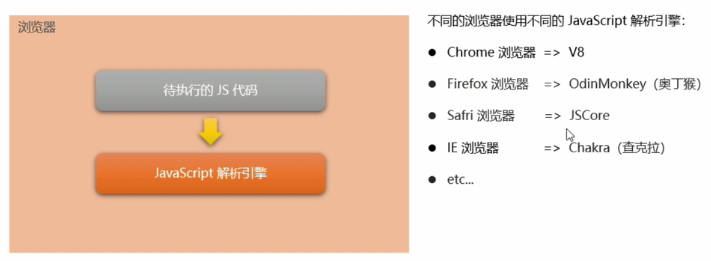 浏览器
待执行的 JS 代码
JavaScript 解析引擎
不同的浏览器使用不同的 JavaScript 解析引擎：
● Chrome 浏览器 => V8
● Firefox 浏览器 => OdinMonkey（奥丁猴）
● Safri 浏览器 => JSCore
● IE 浏览器 => Chakra（查克拉）
● etc...